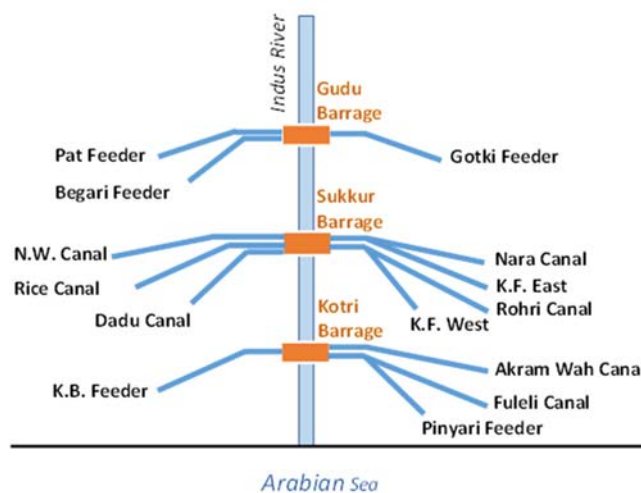 Indus River
Gudu
Barrage
Pat Feeder
Gotki Feeder
Begari Feeder
Sukkur
Barrage
N.W. Canal
Nara Canal
Rice Canal
K.F. East
Rohri Canal
Dadu Canal
K.F. West
Kotri
Barrage
Akram Wah Cana
K.B. Feeder
Fuleli Canal
Pinyari Feeder
Arabian Sea